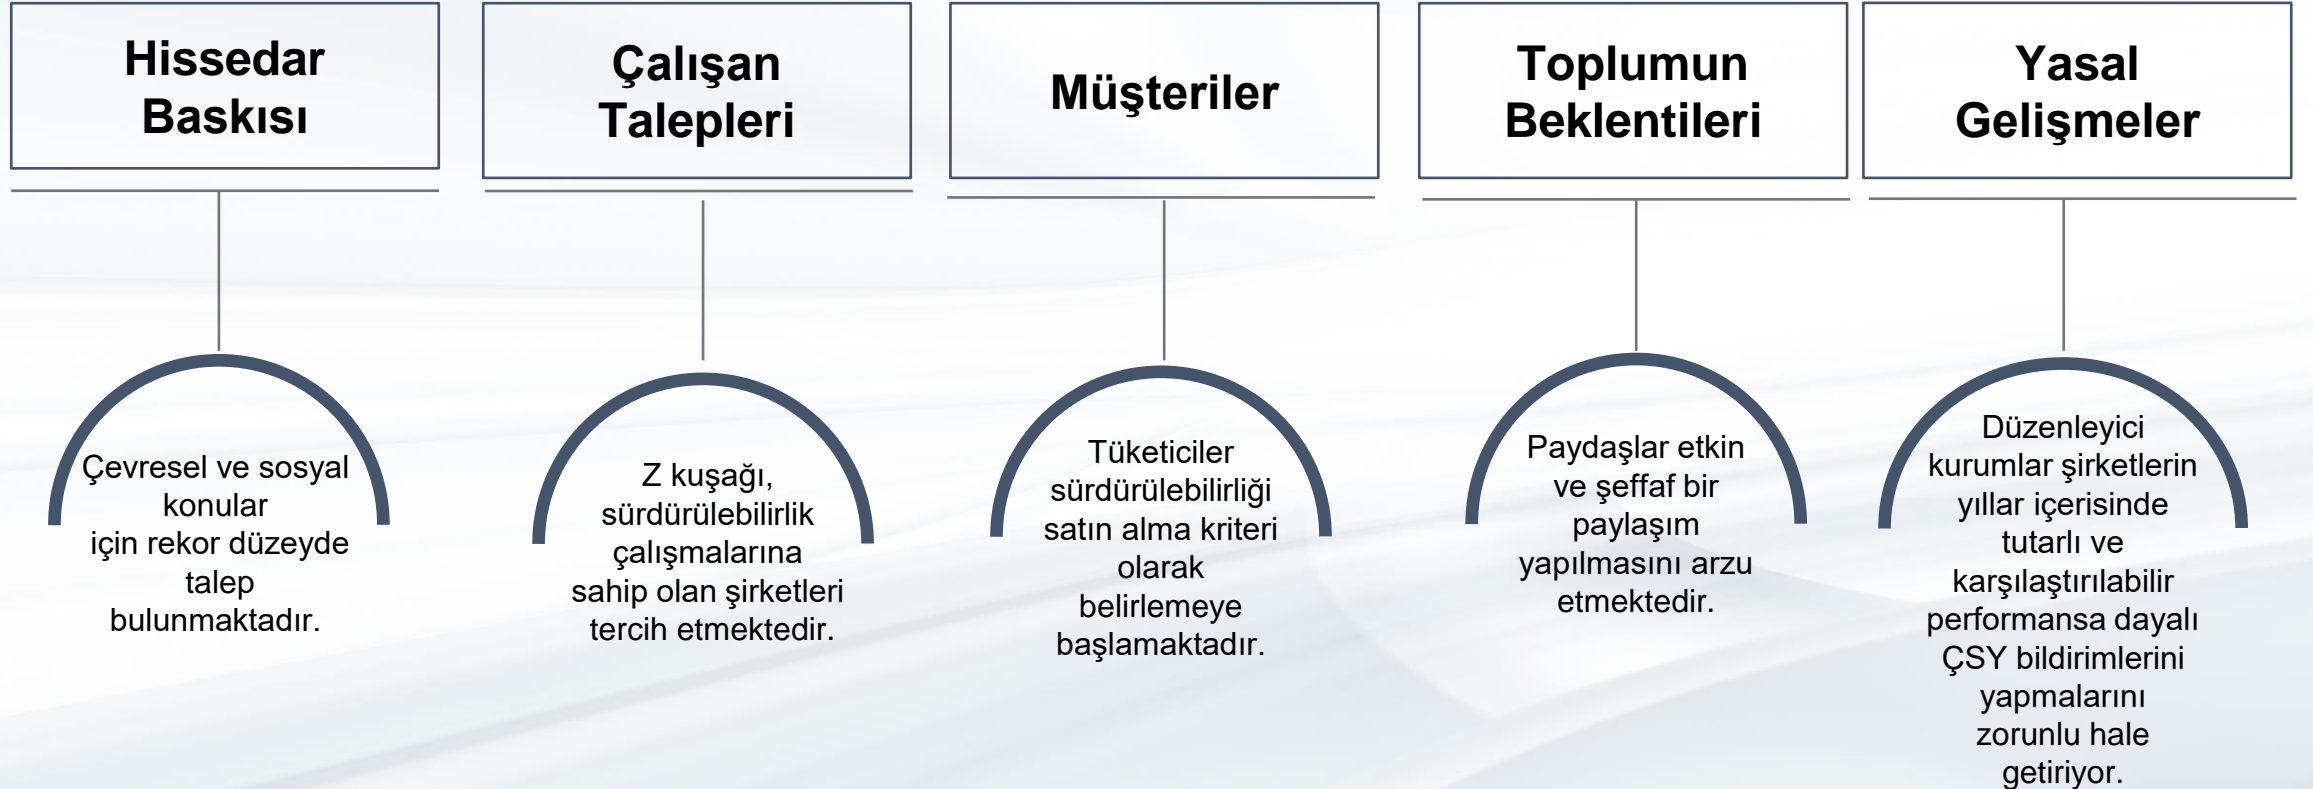 Hissedar
Baskısı
Çalışan
Talepleri
Müşteriler
Toplumun
Beklentileri
Yasal
Gelişmeler
Çevresel ve sosyal
konular
için rekor düzeyde
talep
bulunmaktadır.
Z kuşağı,
sürdürülebilirlik
çalışmalarına
sahip olan şirketleri
tercih etmektedir.
Tüketiciler
sürdürülebilirliği
satın alma kriteri
olarak
belirlemeye
başlamaktadır.
Paydaşlar etkin
ve şeffaf bir
paylaşım
yapılmasını arzu
etmektedir.
Düzenleyici
kurumlar şirketlerin
yıllar içerisinde
tutarlı ve
karşılaştırılabilir
performansa dayalı
ÇSY bildirimlerini
yapmalarını
zorunlu hale
getiriyor.